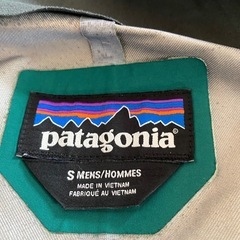 patagonia®
S MENS/HOMMES
MADE IN VIETNAM
FABRIQUÉ AU VIETNAM